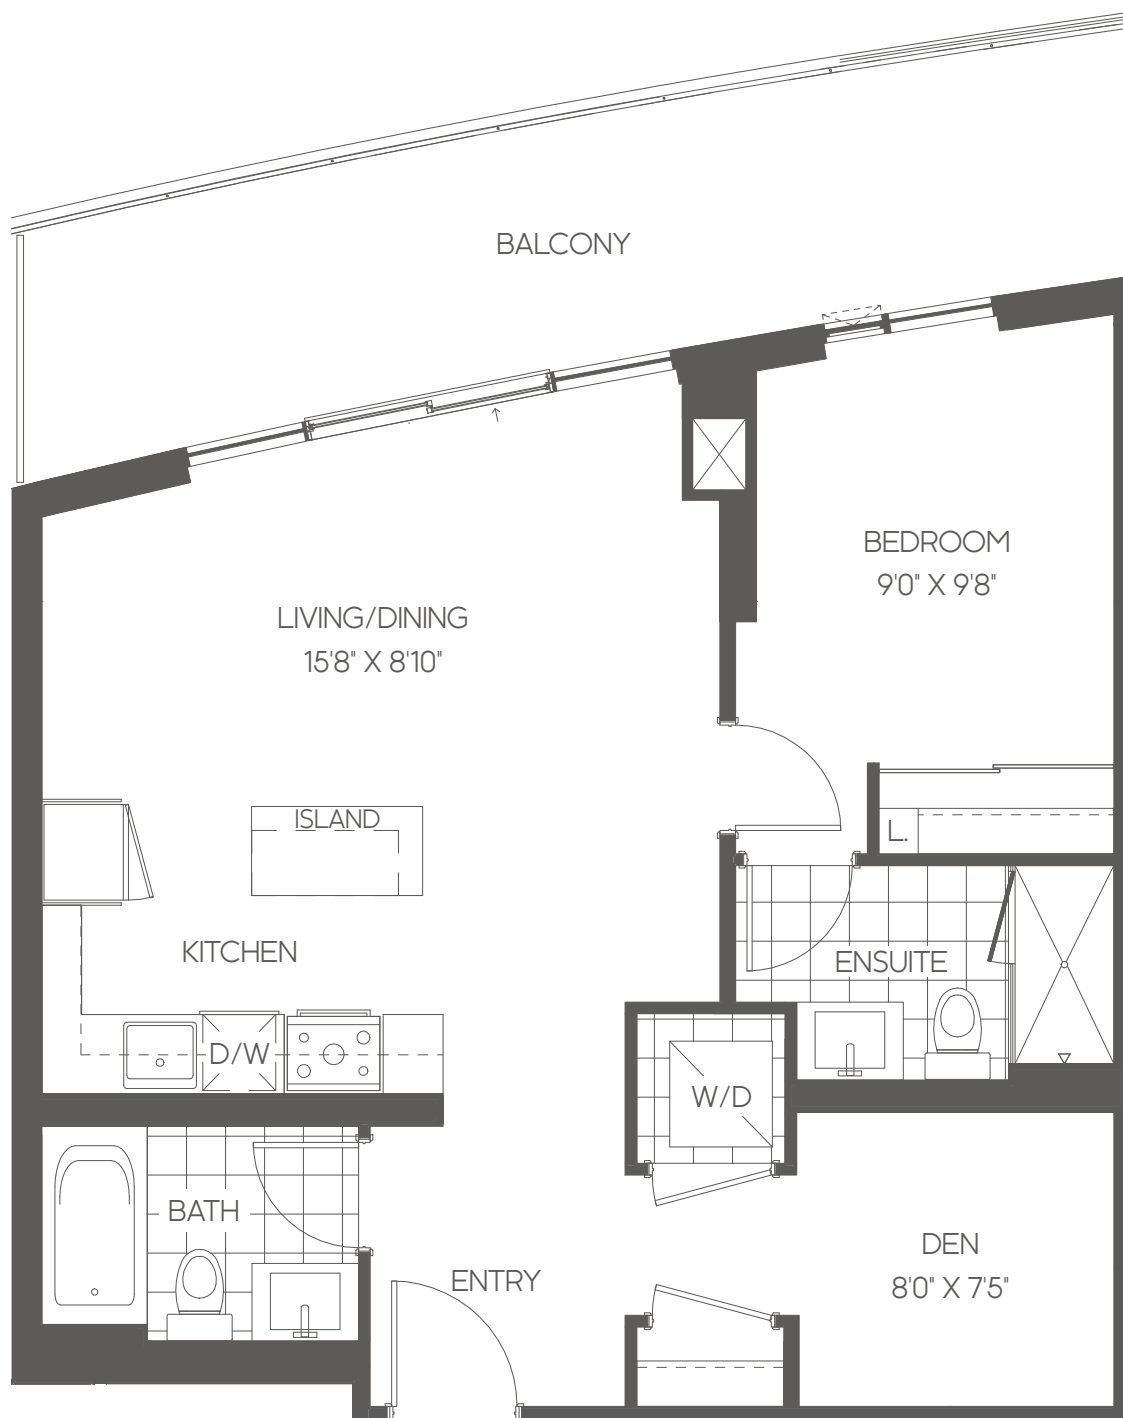 BALCONY
BEDROOM
9'0" X 9'8"
LIVING/DINING
15'8" X 8'10"
ISLAND
L.
KITCHEN
ENSUITE
D/W
W/D
BATH
DEN
8'0" X 7'5"
ENTRY